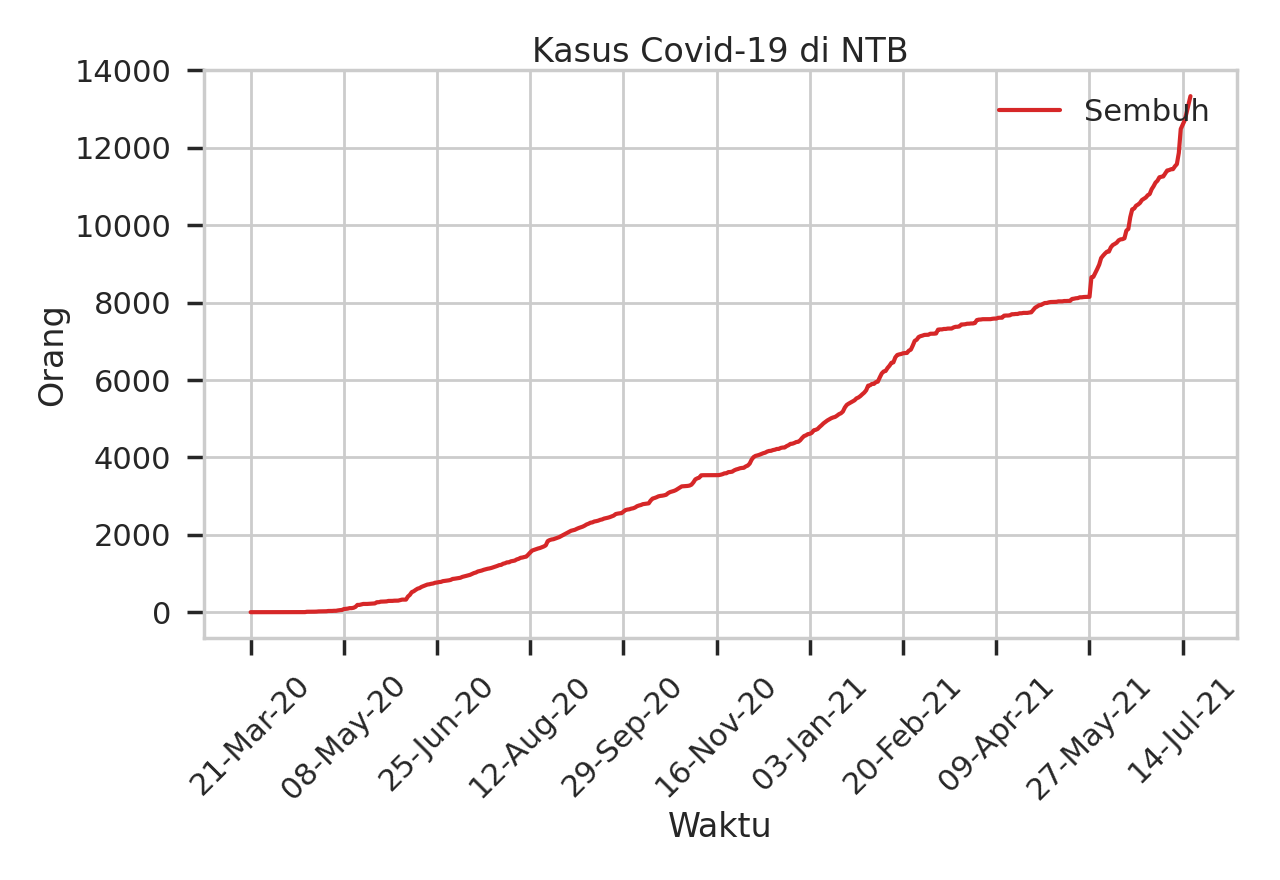 Kasus Covid-19 di NTB
14000
12000
10000
8000
6000
4000
2000
0
Orang
Sembuh
21-Mar-20
08-May-20
25-Jun-20
12-Aug-20
29-Sep-20
16-Nov-20
03-Jan-21
20-Feb-21
09-Apr-21
27-May-21
14-Jul-21
Waktu